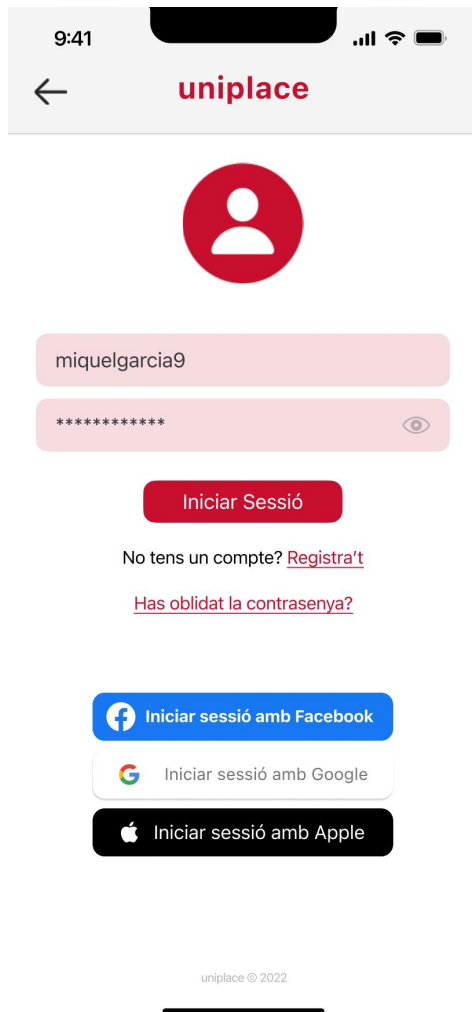 9:41
uniplace
miquelgarcia9
************
Iniciar Sessió
No tens un compte? Registra't
Has oblidat la contrasenya?
Iniciar sessió amb Facebook
Iniciar sessió amb Google
Iniciar sessió amb Apple
uniplace © 2022